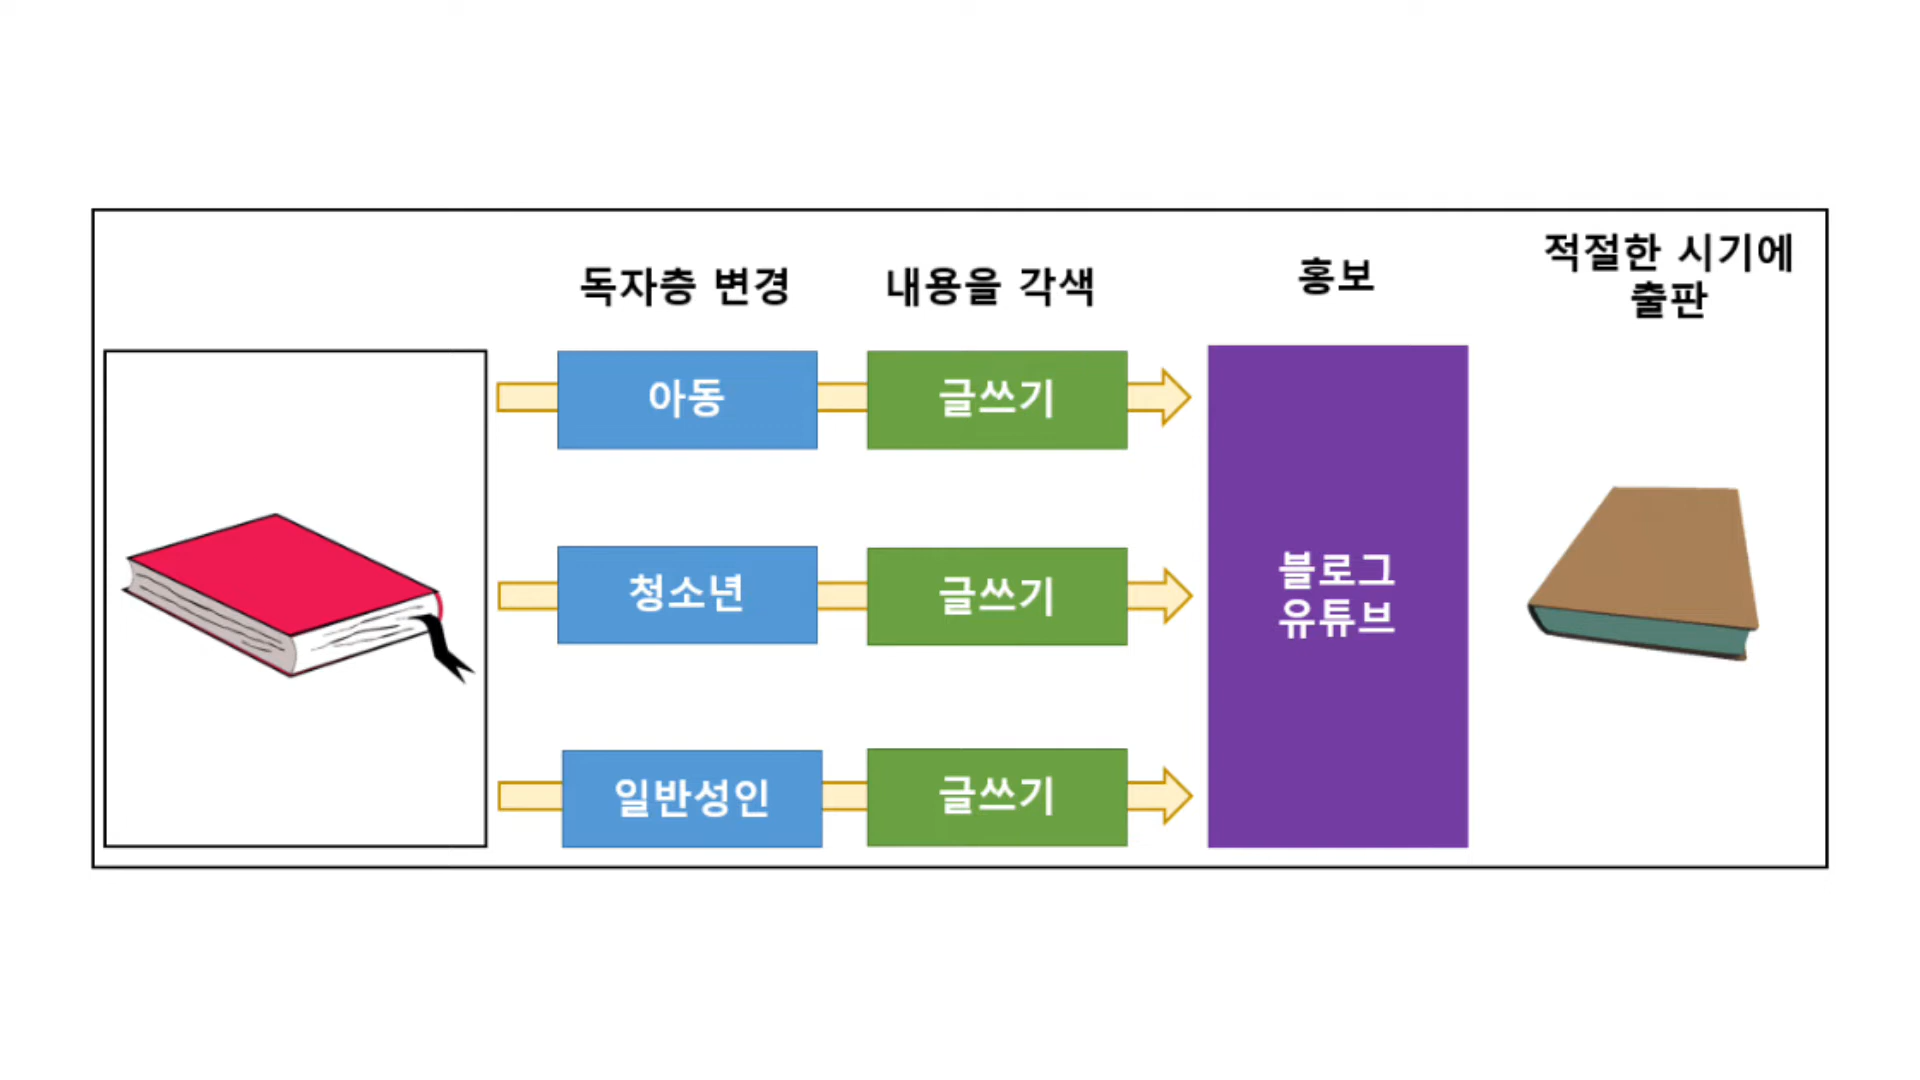 독자층 변경
내용을 각색
홍보
적절한 시기에
출판
아동
글쓰기
청소년
글쓰기
블로그
유튜브
일반성인
글쓰기